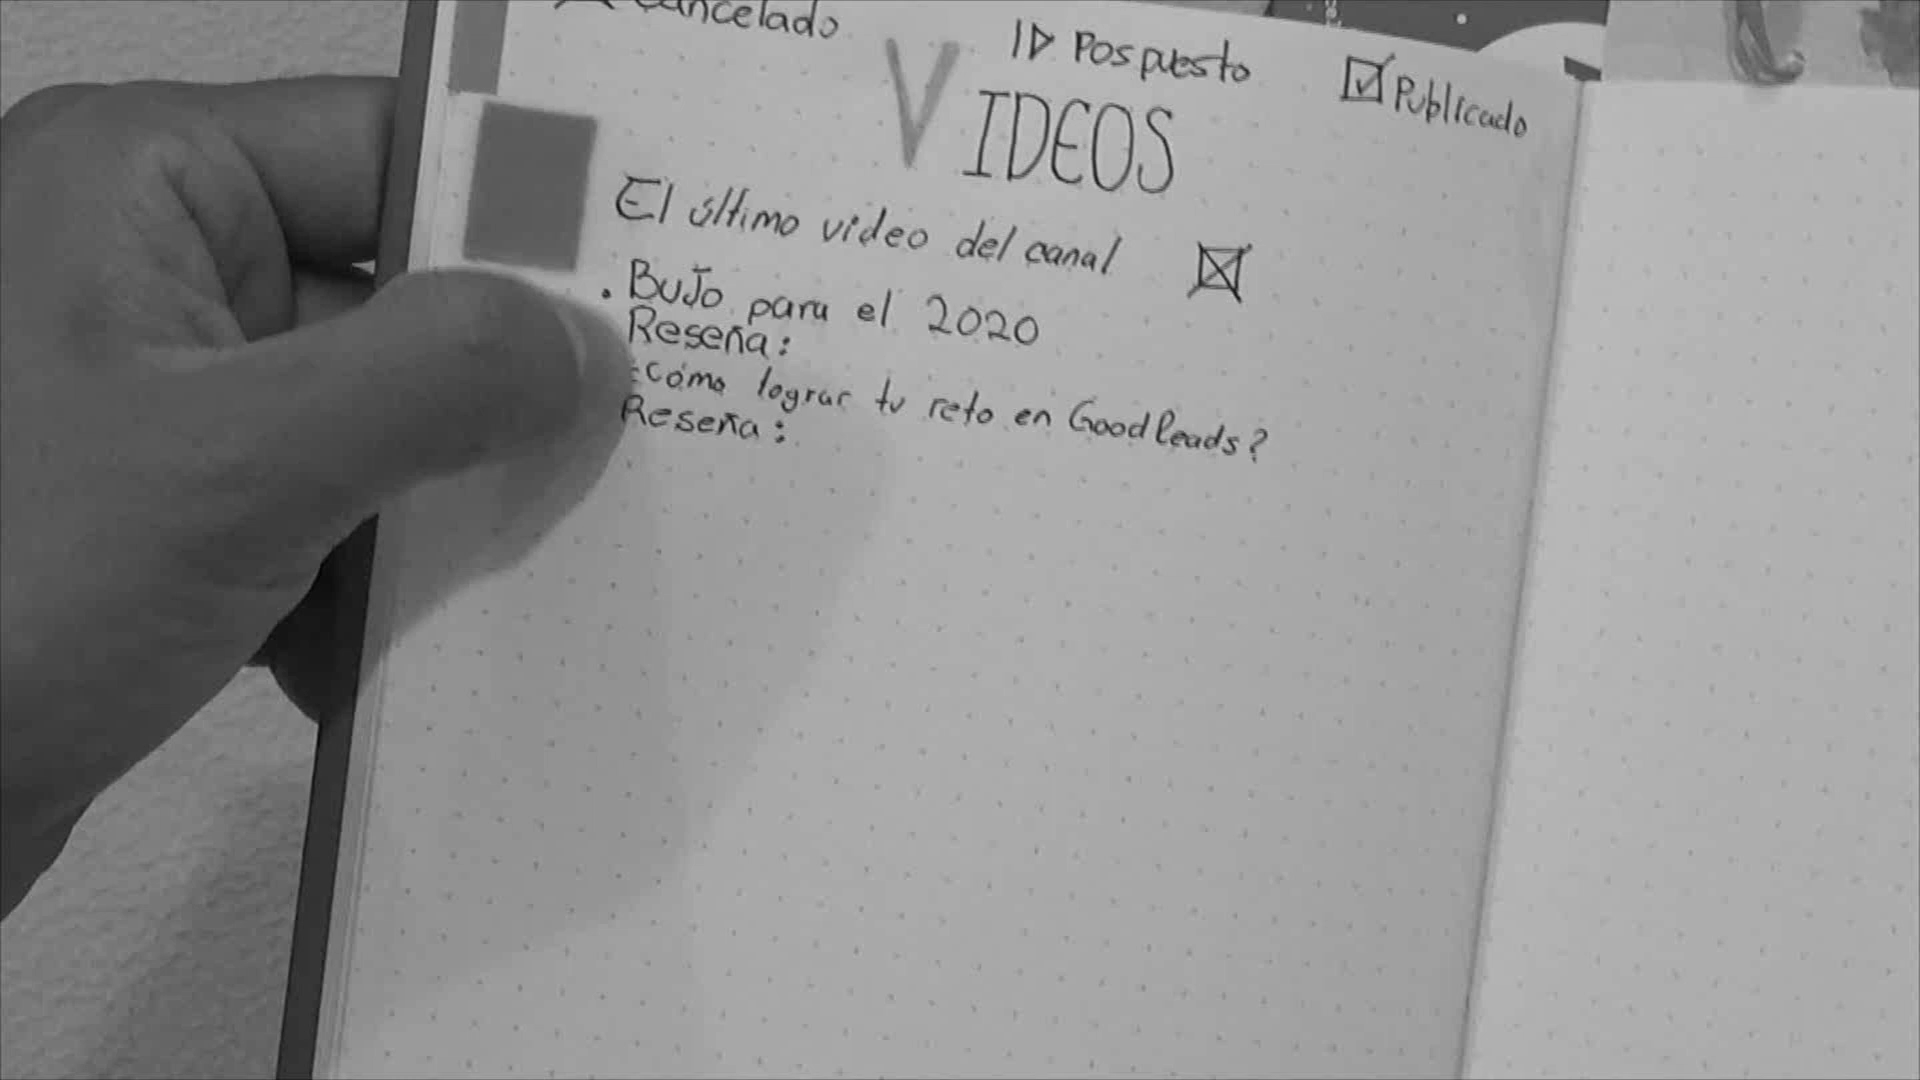 Cancelado
Pospuesto
Publicado
VIDEOS
El último video del canal
. BuJo para el 2020
Reseña:
¿Cómo lograr tu reto en GoodReads?
Reseña: